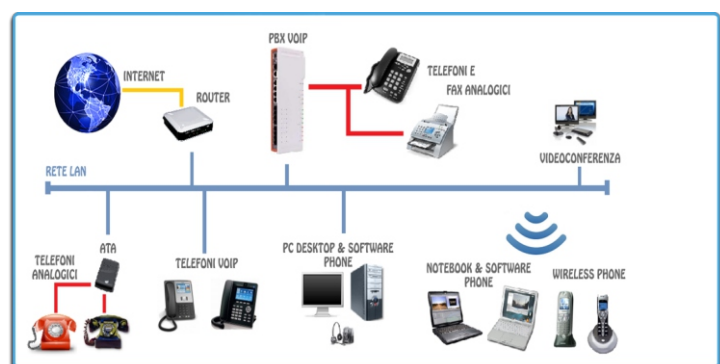 PBX VOIP
INTERNET
ROUTER
TELEFONI E
FAX ANALOGICI
VIDEOCONFERENZA
RETE LAN
TELEFONI
ANALOGICI
ATA
TELEFONI VOIP
PC DESKTOP & SOFTWARE
PHONE
NOTEBOOK & SOFTWARE
PHONE
WIRELESS PHONE